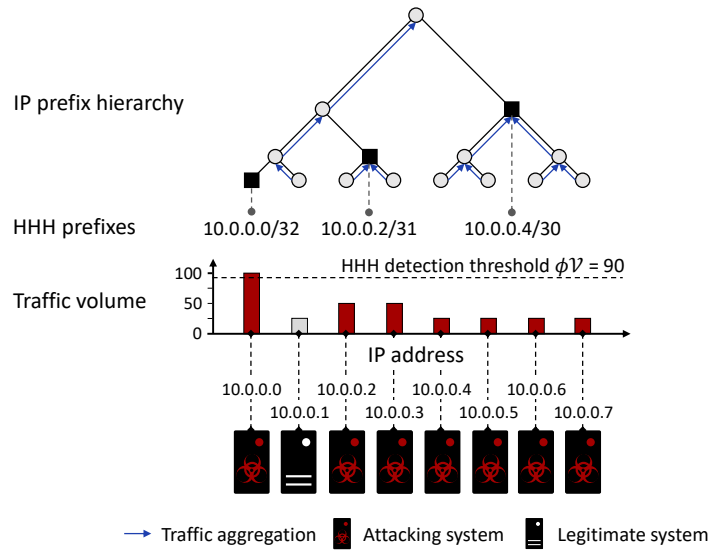 IP prefix hierarchy
HHH prefixes
10.0.0.0/32
10.0.0.2/31
10.0.0.4/30
HHH detection threshold ϕ𝒱 = 90
Traffic volume
100
50
0
IP address
10.0.0.0
10.0.0.2
10.0.0.4
10.0.0.6
10.0.0.1
10.0.0.3
10.0.0.5
10.0.0.7
Traffic aggregation
Attacking system
Legitimate system